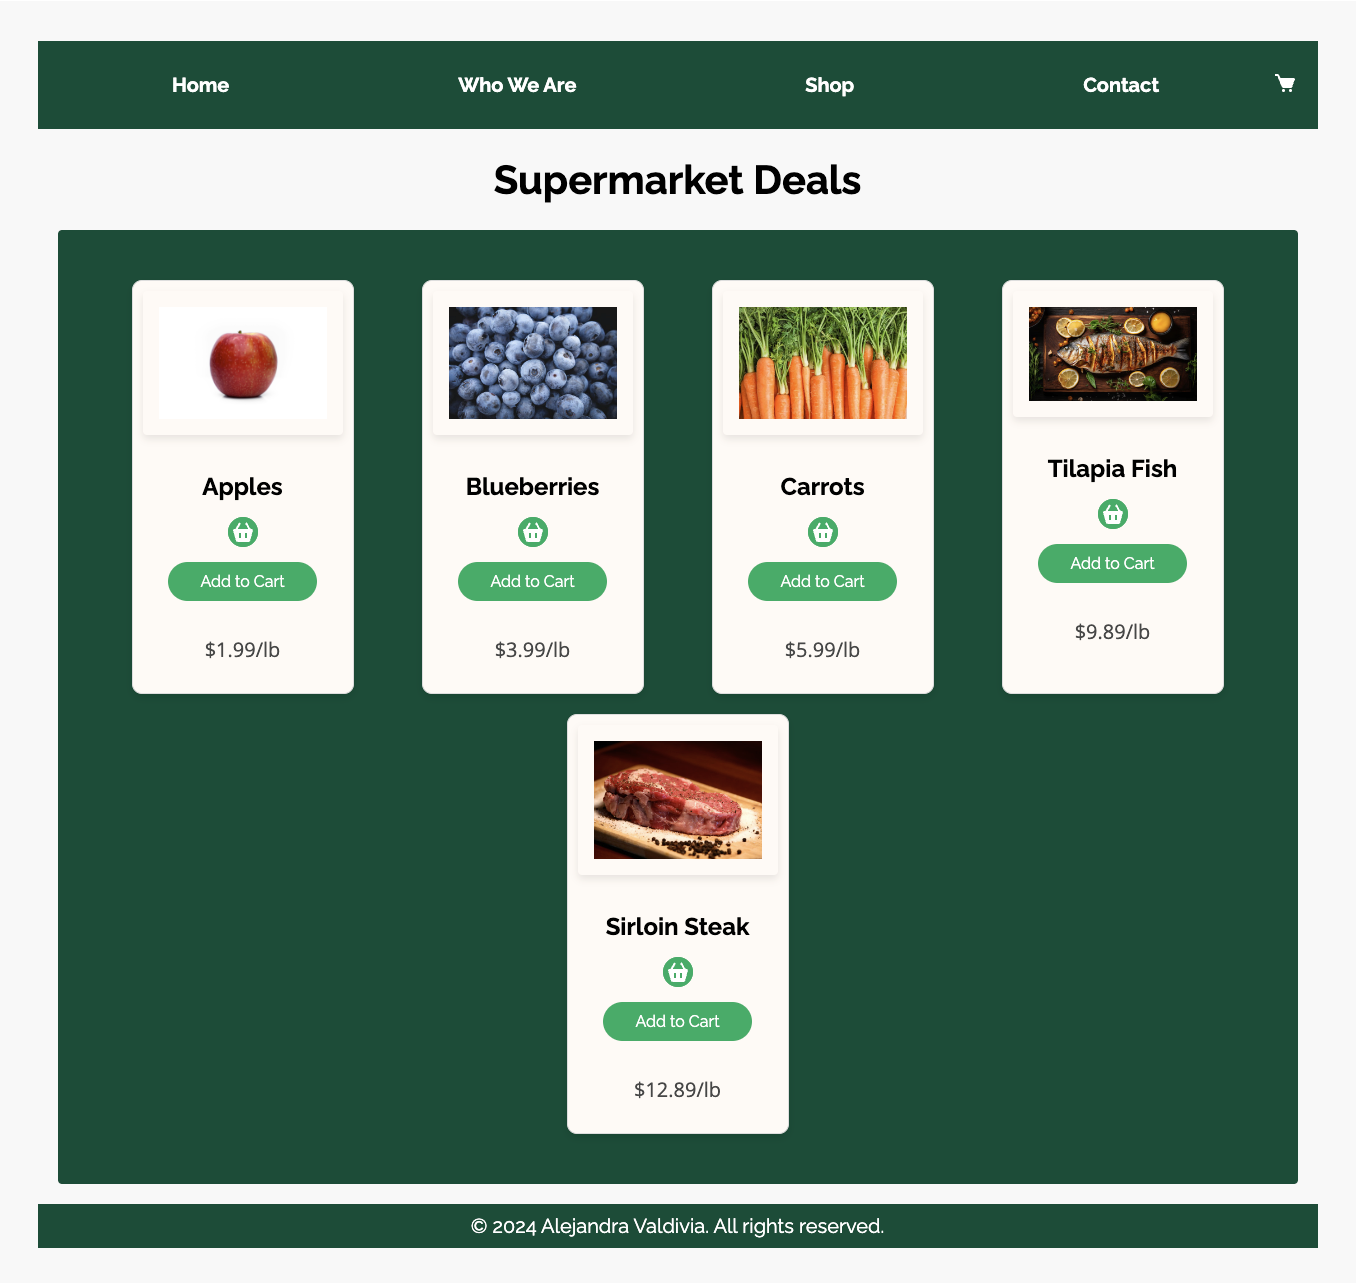 Home
Who We Are
Shop
Contact
Supermarket Deals
Apples
Add to Cart
$1.99/lb
Blueberries
Add to Cart
$3.99/lb
Carrots
Add to Cart
$5.99/lb
Tilapia Fish
Add to Cart
$9.89/lb
Sirloin Steak
Add to Cart
$12.89/lb
© 2024 Alejandra Valdivia. All rights reserved.